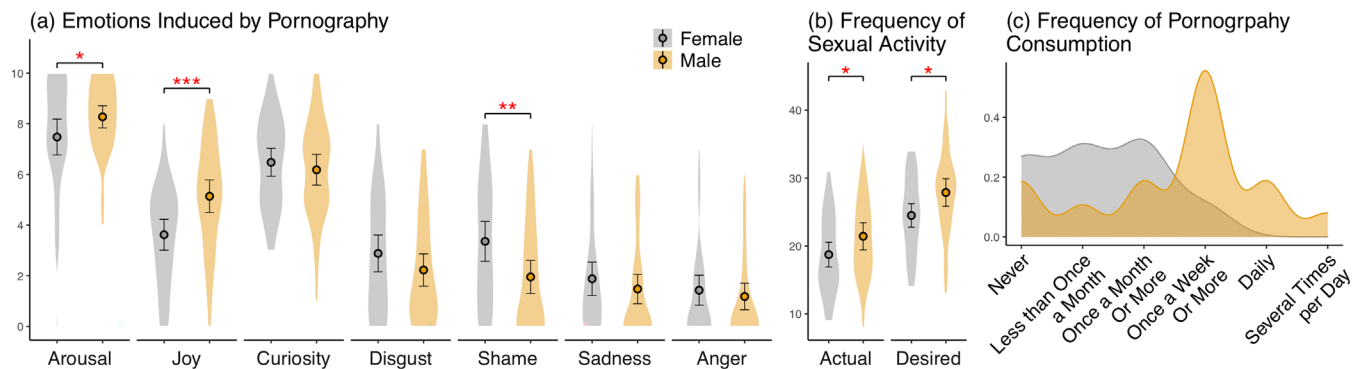 (a) Emotions Induced by Pornography
Female
Male
10
8
6
4
2
0
*
***
**
Arousal
Joy
Curiosity
Disgust
Shame
Sadness
Anger
(b) Frequency of
Sexual Activity
40
30
20
10
*
*
Actual
Desired
(c) Frequency of Pornogrpahy
Consumption
0.4
0.2
0.0
Never
Less than Once
a Month
Once a Month
Or More
Once a Week
Or More
Daily
Several Times
per Day